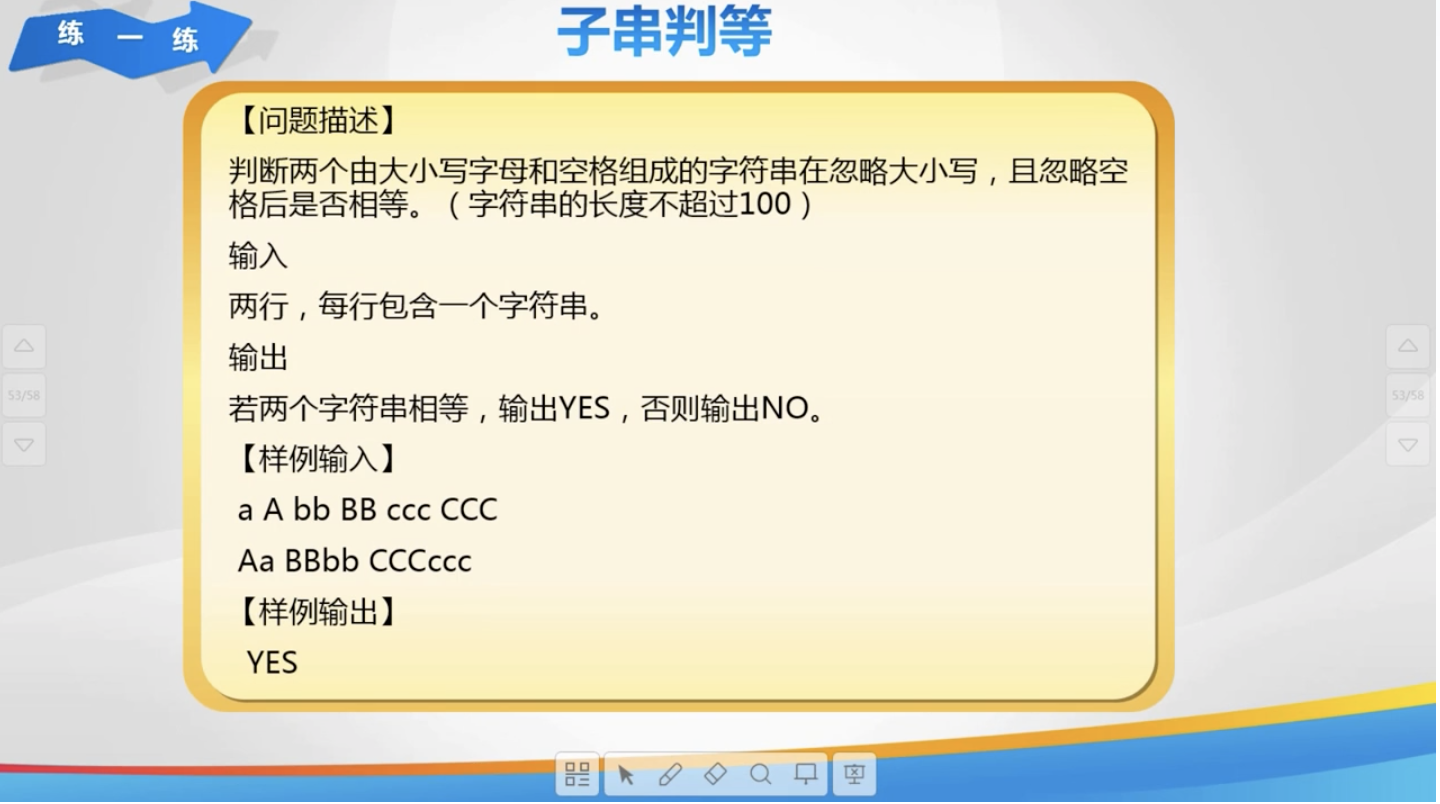 练一练
子串判等
【问题描述】
判断两个由大小写字母和空格组成的字符串在忽略大小写，且忽略空
格后是否相等。（字符串的长度不超过100）
输入
两行，每行包含一个字符串。
输出
若两个字符串相等，输出YES，否则输出NO。
【样例输入】
a A bb BB ccc CCC
Aa BBbb CCCccc
【样例输出】
YES
53/58
53/58